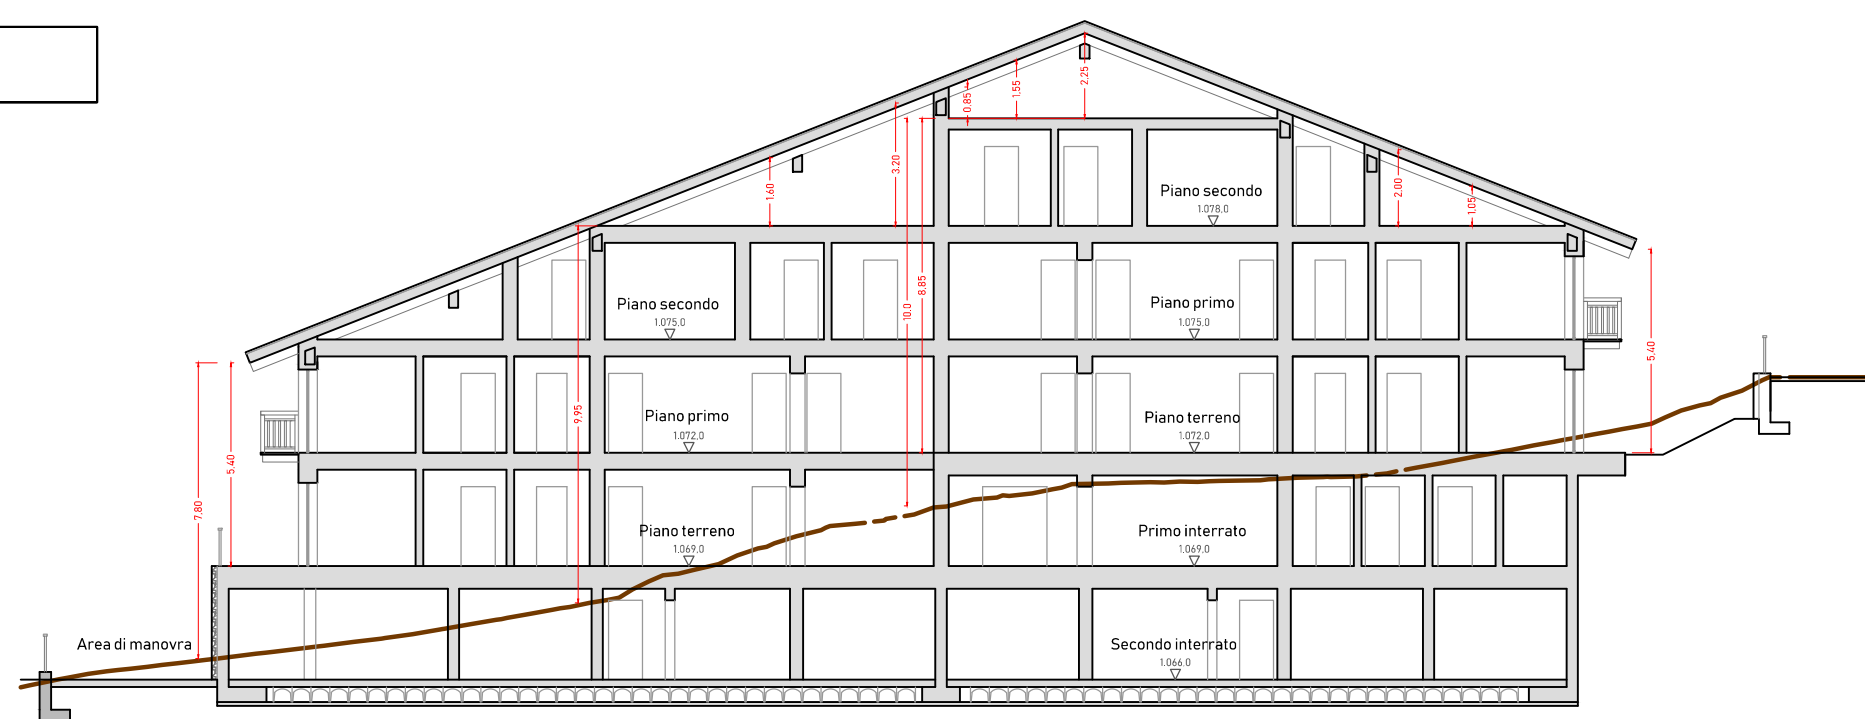 2.25
1.55
0.85
3.20
1.60
Piano secondo
1.078,0
2.00
1.05
10.0
8.85
Piano secondo
1.075,0
Piano primo
1.075,0
5.40
9.95
Piano primo
1.072,0
Piano terreno
1.072,0
5.40
7.80
Piano terreno
1.069,0
Primo interrato
1.069,0
Area di manovra
Secondo interrato
1.066,0